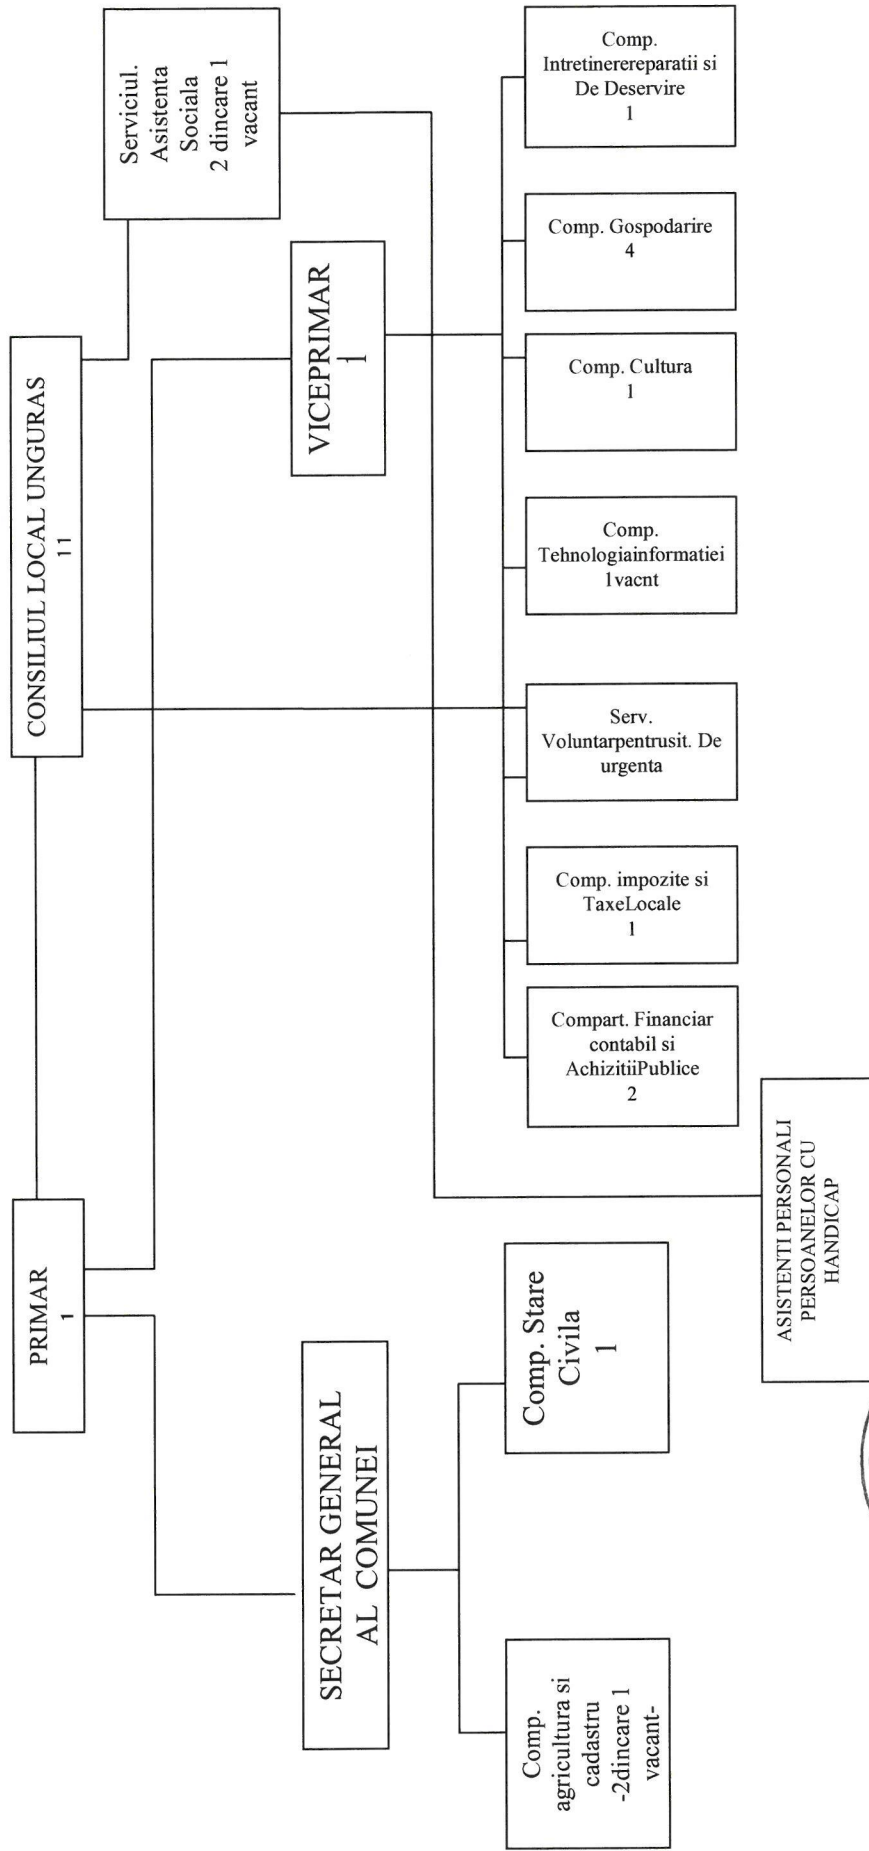 CONSILIUL LOCAL UNGURAS
11
PRIMAR
1
Serviciul.
Asistenta
Sociala
2 dincare 1
vacant
VICEPRIMAR
1
SECRETAR GENERAL
AL COMUNEI
Comp.
agricultura si
cadastru
-2dincare 1
vacant-
Comp. Stare
Civila
1
Compart. Financiar
contabil si
AchizitiiPublice
2
Comp. impozite si
TaxeLocale
1
Serv.
Voluntarpentrusit. De
urgenta
Comp.
Tehnologiainformatiei
1vacnt
Comp. Cultura
1
Comp. Gospodarire
4
Comp.
Intretinerereparatii si
De Deservire
1
ASISTENTI PERSONALI
PERSOANELOR CU
HANDICAP